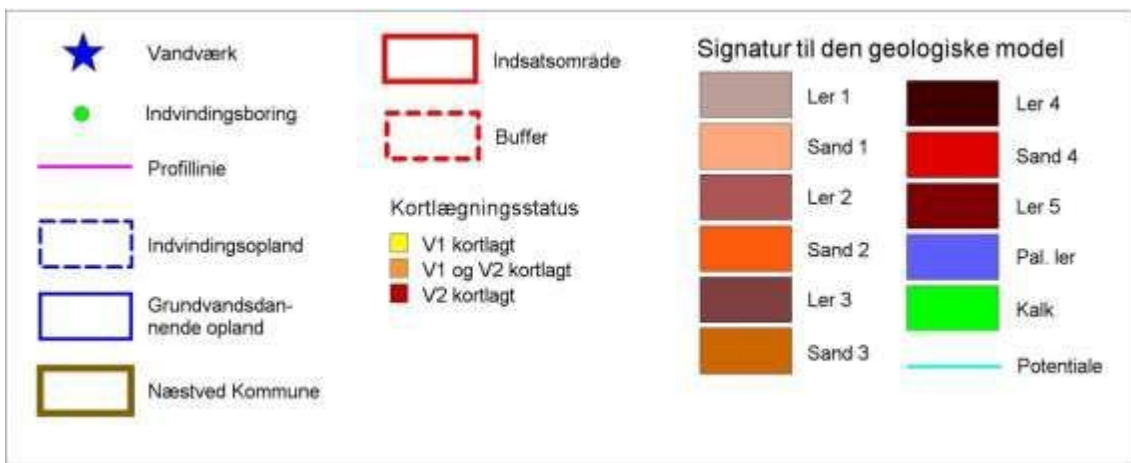 Vandværk
Indvindingsboring
Profillinie
Indvindingsopland
Grundvandsdan-
nende opland
Næstved Kommune
Indsatsområde
Buffer
Kortlægningsstatus
V1 kortlagt
V1 og V2 kortlagt
V2 kortlagt
Signatur til den geologiske model
Ler 1
Sand 1
Ler 2
Sand 2
Ler 3
Sand 3
Ler 4
Sand 4
Ler 5
Pal. ler
Kalk
Potentiale